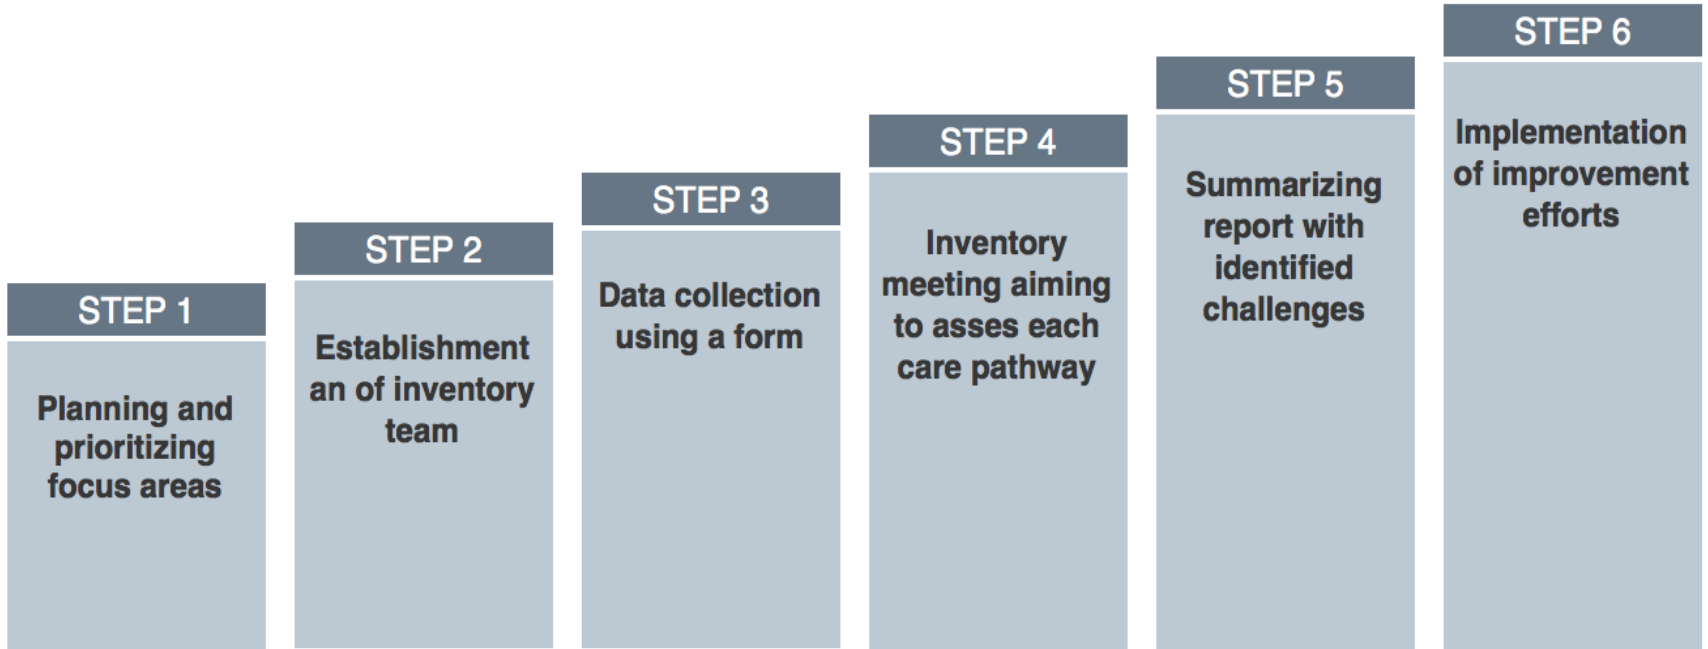 STEP 1
Planning and
prioritizing
focus areas
STEP 2
Establishment
an of inventory
team
STEP 3
Data collection
using a form
STEP 4
Inventory
meeting aiming
to asses each
care pathway
STEP 5
Summarizing
report with
identified
challenges
STEP 6
Implementation
of improvement
efforts